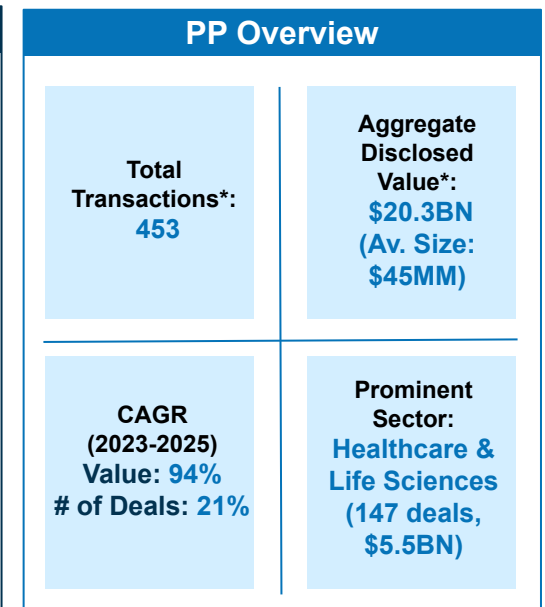 PP Overview
Total
Transactions*:
453
Aggregate
Disclosed
Value*:
$20.3BN
(Av. Size:
$45MM)
CAGR
(2023-2025)
Value: 94%
# of Deals: 21%
Prominent
Sector:
Healthcare &
Life Sciences
(147 deals,
$5.5BN)